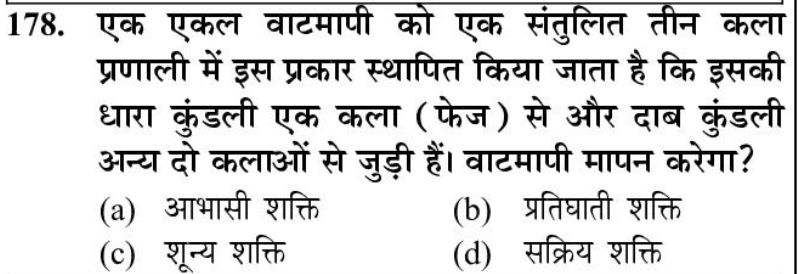 178. एक एकल वाटमापी को एक संतुलित तीन कला
प्रणाली में इस प्रकार स्थापित किया जाता है कि इसकी
धारा कुंडली एक कला (फेज) से और दाब कुंडली
अन्य दो कलाओं से जुड़ी हैं। वाटमापी मापन करेगा?
(a) आभासी शक्ति (b) प्रतिघाती शक्ति
(c) शून्य शक्ति (d) सक्रिय शक्ति